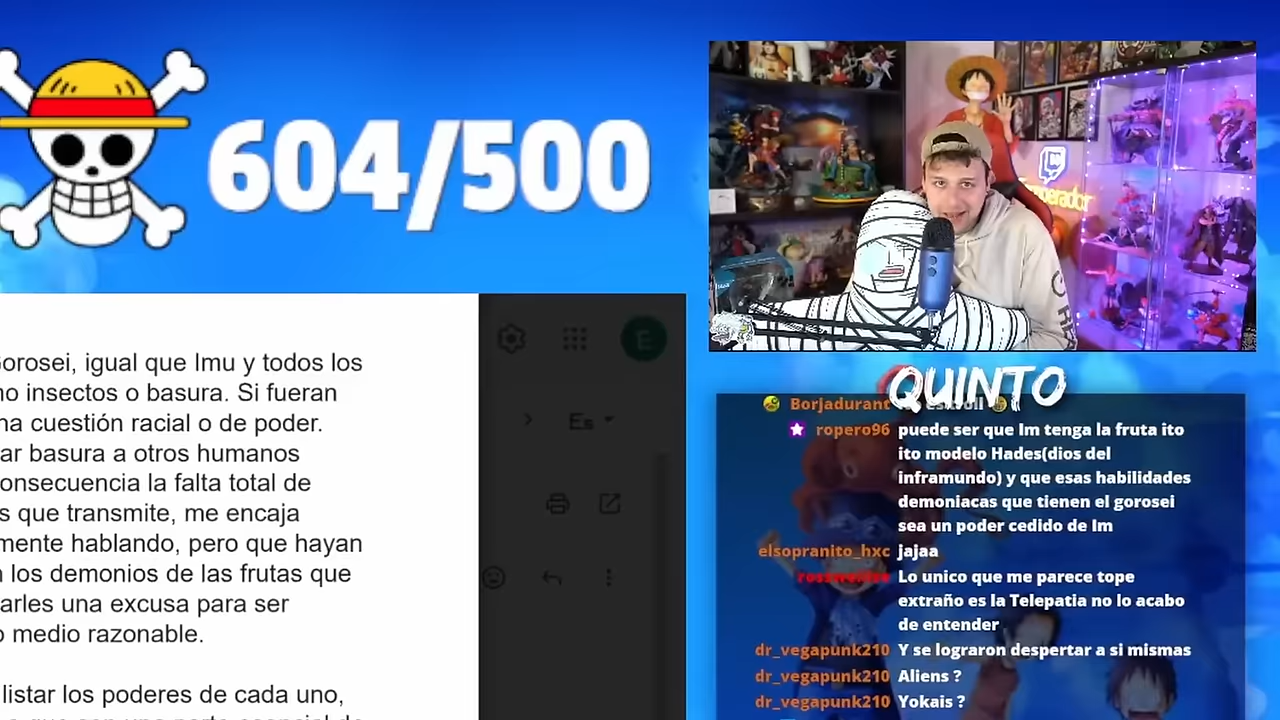 604/500
Gorosei, igual que Imu y todos los
no insectos o basura. Si fueran
na cuestión racial o de poder.
ar basura a otros humanos
onsecuencia la falta total de
s que transmite, me encaja
mente hablando, pero que hayan
n los demonios de las frutas que
arles una excusa para ser
o medio razonable.
listar los poderes de cada uno,
E
Es
QUINTO
Borjadurant
ropero96 puede ser que Im tenga la fruta ito
ito modelo Hades(dios del
inframundo) y que esas habilidades
demoniacas que tienen el gorosei
sea un poder cedido de Im
elsopranito_hxc jajaa
Lo unico que me parece tope
extraño es la Telepatia no lo acabo
de entender
dr_vegapunk210 Y se lograron despertar a si mismas
dr_vegapunk210 Aliens ?
dr_vegapunk210 Yokais ?